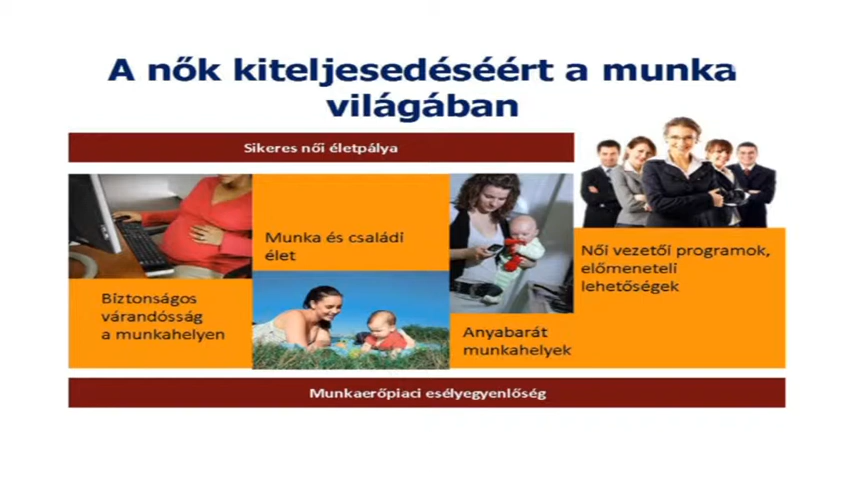 A nők kiteljesedéséért a munka
világában
Sikeres női életpálya
Biztonságos
várandósság
a munkahelyen
Munka és családi
élet
Anyabarát
munkahelyek
Női vezetői programok,
előmeneteli
lehetőségek
Munkaerőpiaci esélyegyenlőség